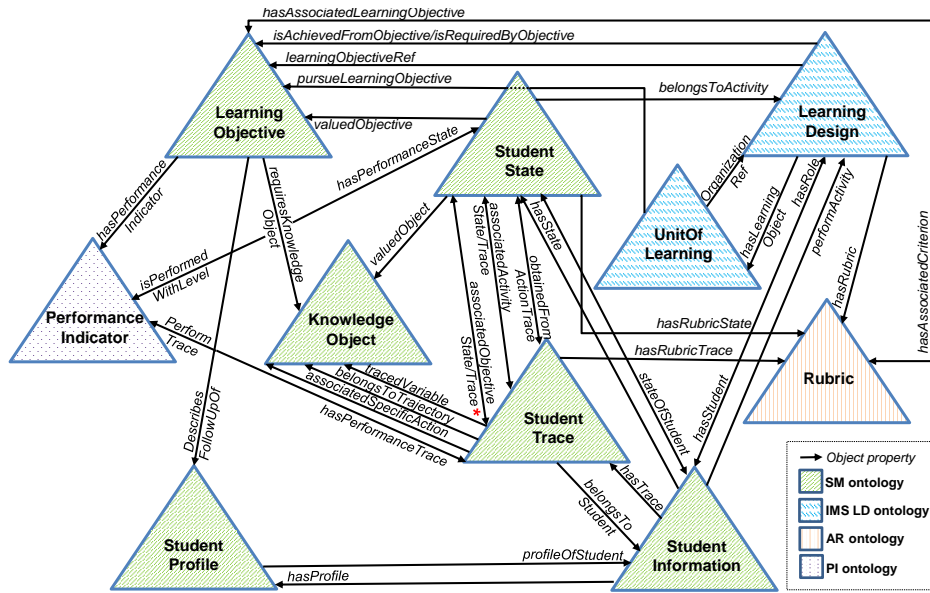 hasAssociatedLearningObjective
isAchievedFromObjective/isRequiredByObjective
learningObjectiveRef
pursueLearningObjective
belongsToActivity
Learning
Objective
Learning
Design
valuedObjective
Student
State
hasPerformanceState
hasPerformance
Indicator
requiresKnowledge
Object
Organization
Ref
hasLearning
Object
hasRole
performActivity
UnitOf
Learning
valuedObject
associatedActivity
State/Trace
hasState
obtainedFrom
ActionTrace
hasRubric
hasAssociatedCriterion
isPerformed
WithLevel
Performance
Indicator
Knowledge
Object
associatedObjective
State/Trace*
hasRubricState
hasRubricTrace
Rubric
Perform
Trace
tracedVariable
belongsToTrajectory
associatedSpecificAction
hasPerformanceTrace
Student
Trace
stateOfStudent
hasStudent
Describes
FollowUpOf
hasTrace
belongsTo
Student
Student
Profile
profileOfStudent
hasProfile
Student
Information
Object property
SM ontology
IMS LD ontology
AR ontology
PI ontology